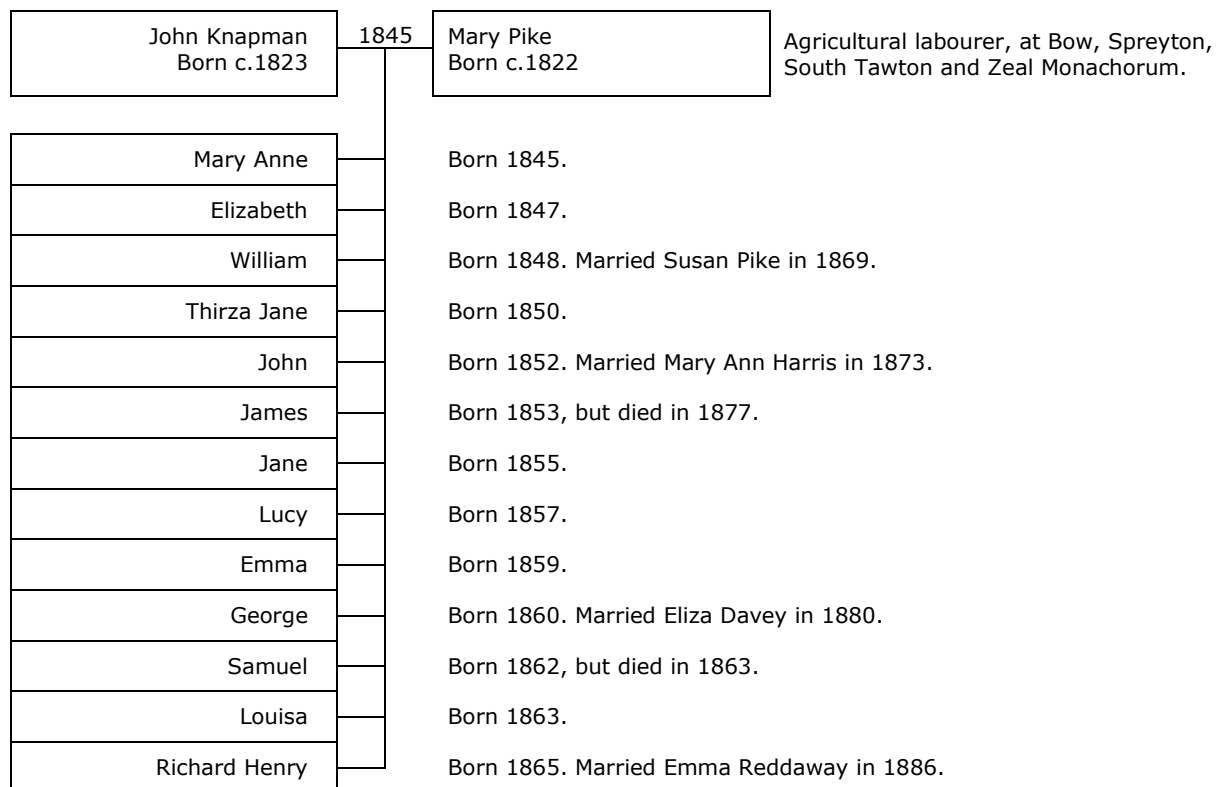 John Knapman
Born c.1823
1845
Mary Pike
Born c.1822
Agricultural labourer, at Bow, Spreyton,
South Tawton and Zeal Monachorum.
Mary Anne Born 1845.
Elizabeth Born 1847.
William Born 1848. Married Susan Pike in 1869.
Thirza Jane Born 1850.
John Born 1852. Married Mary Ann Harris in 1873.
James Born 1853, but died in 1877.
Jane Born 1855.
Lucy Born 1857.
Emma Born 1859.
George Born 1860. Married Eliza Davey in 1880.
Samuel Born 1862, but died in 1863.
Louisa Born 1863.
Richard Henry Born 1865. Married Emma Reddaway in 1886.